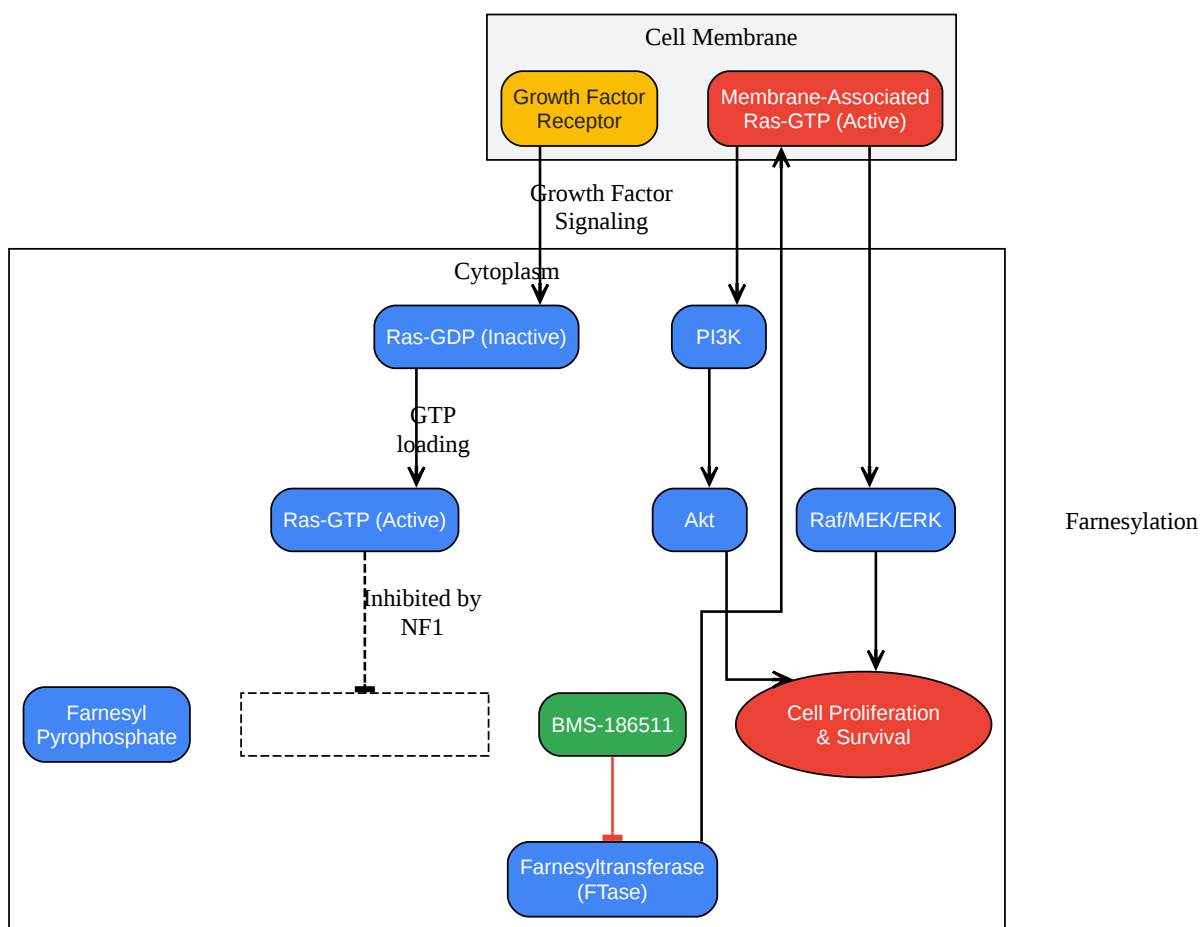 Cell Membrane
Growth Factor
Receptor
Membrane-Associated
Ras-GTP (Active)
Growth Factor
Signaling
Cytoplasm
Ras-GDP (Inactive)
PI3K
GTP
loading
Ras-GTP (Active)
Akt
Raf/MEK/ERK
Farnesylation
Inhibited by
NF1
Farnesyl
Pyrophosphate
BMS-186511
Cell Proliferation
& Survival
Farnesyltransferase
(FTase)